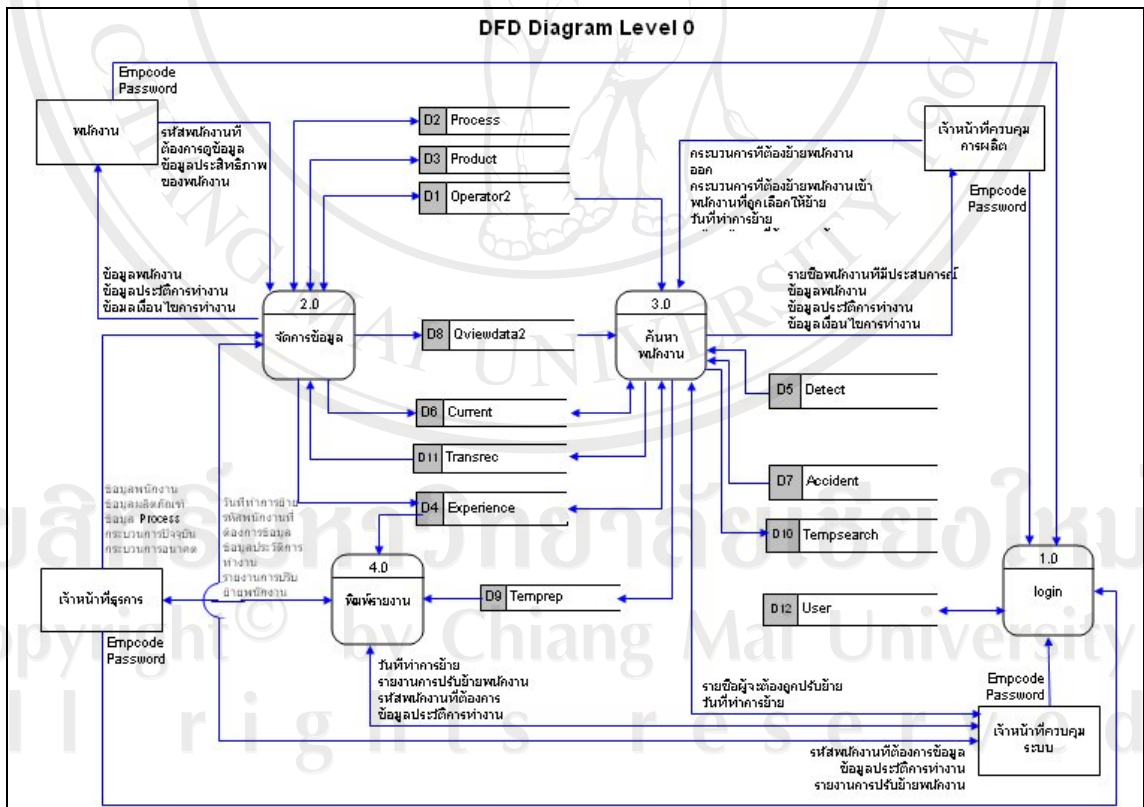 DFD Diagram Level 0
Empcode
Password
พนักงาน
รหัสพนักงานที่
ต้องการดูข้อมูล
ข้อมูลประสิทธิภาพ
ของพนักงาน
D2 Process
D3 Product
D1 Operator2
กระบวนการที่ต้องย้ายพนักงาน
ออก
กระบวนการที่ต้องย้ายพนักงานเข้า
พนักงานที่ถูกเลือกให้ย้าย
วันที่ทำการย้าย
เจ้าหน้าที่ควบคุม
การผลิต
Empcode
Password
ข้อมูลพนักงาน
ข้อมูลประวัติการทำงาน
ข้อมูลเงื่อนไขการทำงาน
2.0
จัดการข้อมูล
D8 Qviewdata2
3.0
ค้นหา
พนักงาน
รายชื่อพนักงานที่มีประสบการณ์
ข้อมูลพนักงาน
ข้อมูลประวัติการทำงาน
ข้อมูลเงื่อนไขการทำงาน
D6 Current
D11 Transrec
D4 Experience
D5 Detect
D7 Accident
D10 Tempsearch
ข้อมูลพนักงาน
ข้อมูลผลิตภัณฑ์
ข้อมูล Process
กระบวนการปัจจุบัน
กระบวนการอนาคต
วันที่ทำการย้าย
รหัสพนักงานที่
ต้องการข้อมูล
ข้อมูลประวัติการ
ทำงาน
รายงานการปรับ
ย้ายพนักงาน
เจ้าหน้าที่ธุรการ
4.0
พิมพ์รายงาน
D9 Temprep
D12 User
1.0
login
Empcode
Password
วันที่ทำการย้าย
รายงานการปรับย้ายพนักงาน
รหัสพนักงานที่ต้องการ
ข้อมูลประวัติการทำงาน
รายชื่อผู้จะต้องถูกปรับย้าย
วันที่ทำการย้าย
Empcode
Password
เจ้าหน้าที่ควบคุม
ระบบ
รหัสพนักงานที่ต้องการข้อมูล
ข้อมูลประวัติการทำงาน
รายงานการปรับย้ายพนักงาน
CHIANG MAI UNIVERSITY 1964
Copyright © by Chiang Mai University
All rights reserved